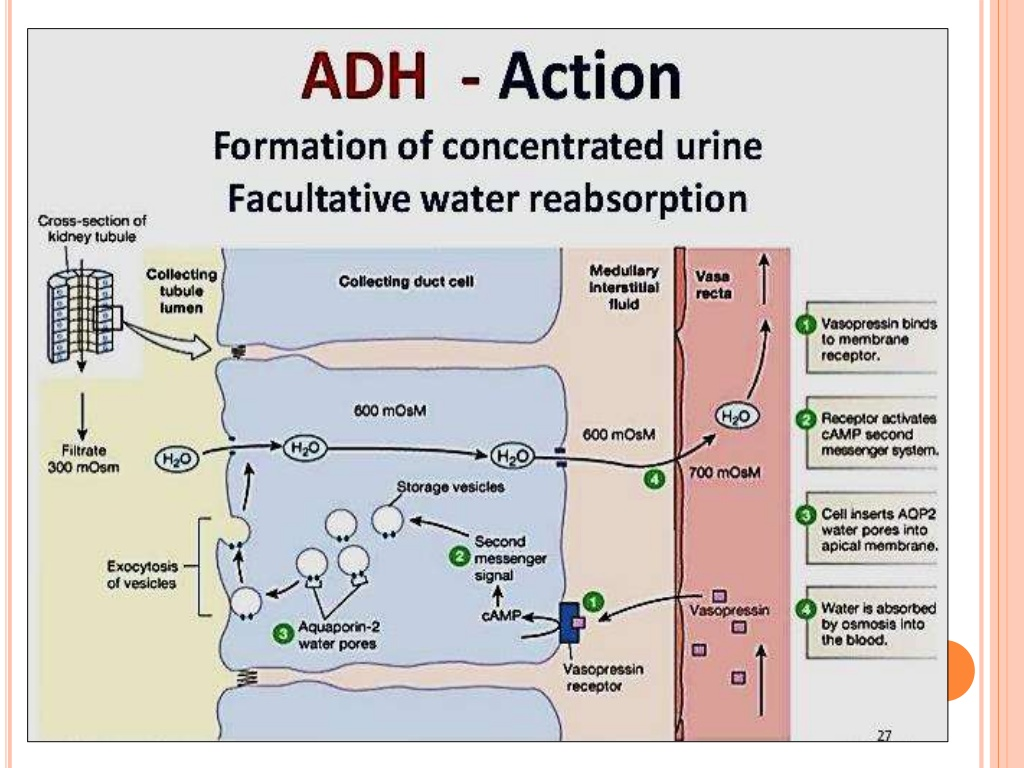 ADH - Action
Formation of concentrated urine
Facultative water reabsorption
Cross-section of
kidney tubule
Collecting
tubule
lumen
Collecting duct cell
Medullary
interstitial
fluid
Vasa
recta
Filtrate
300 mOsm
H₂O
600 mOsM
H₂O
H₂O
600 mOsM
H₂O
4
700 mOsM
Storage vesicles
Exocytosis
of vesicles
2
Second
messenger
signal
cAMP
1
Vasopressin
3
Aquaporin-2
water pores
Vasopressin
receptor
1 Vasopressin binds
to membrane
receptor.
2 Receptor activates
cAMP second
messenger system.
3 Cell inserts AQP2
water pores into
apical membrane.
4 Water is absorbed
by osmosis into
the blood.
27